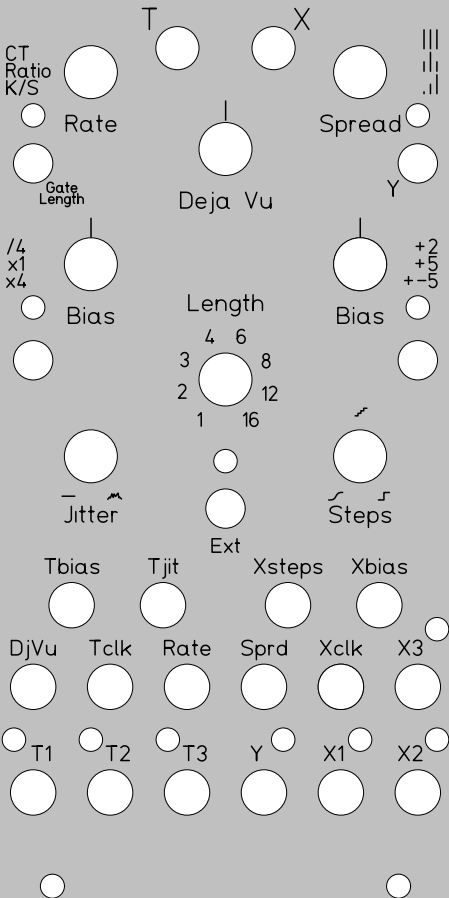 T X
CT
Ratio
K/S
Rate
Spread
Gate
Length
Y
Deja Vu
/4
x1
x4
+2
+5
+-5
Bias
Bias
Length
4 6
3 8
2 12
1 16
Jitter
Steps
Ext
Tbias Tjit Xsteps Xbias
DjVu Tclk Rate Sprd Xclk X3
T1 T2 T3 Y X1 X2